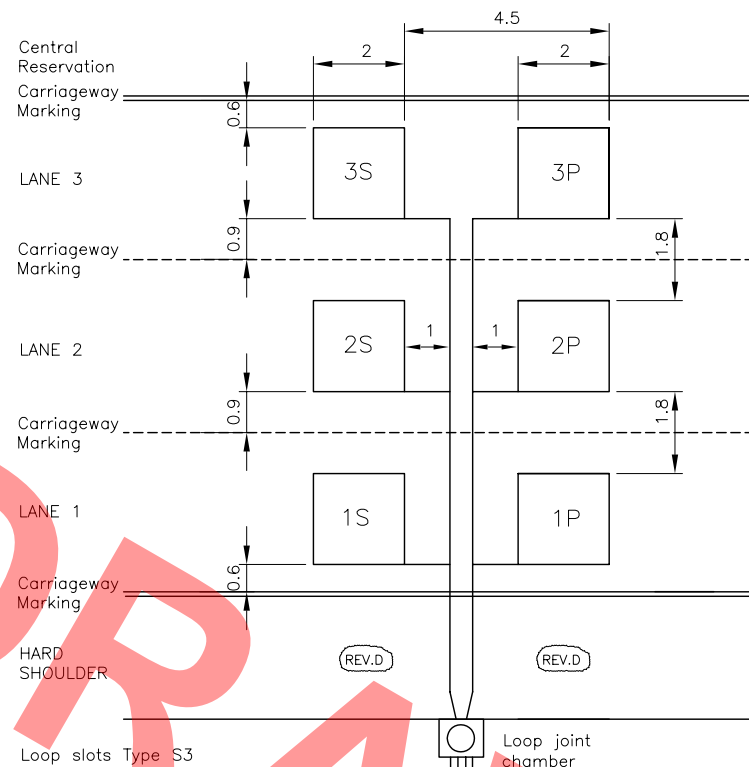 4.5
Central
Reservation
2
2
Carriageway
Marking
0.6
LANE 3
3S
3P
0.9
1.8
Carriageway
Marking
LANE 2
2S
1
1
2P
0.9
1.8
Carriageway
Marking
LANE 1
1S
1P
0.6
Carriageway
Marking
HARD
SHOULDER
REV.D
REV.D
Loop slots Type S3
Loop joint
chamber